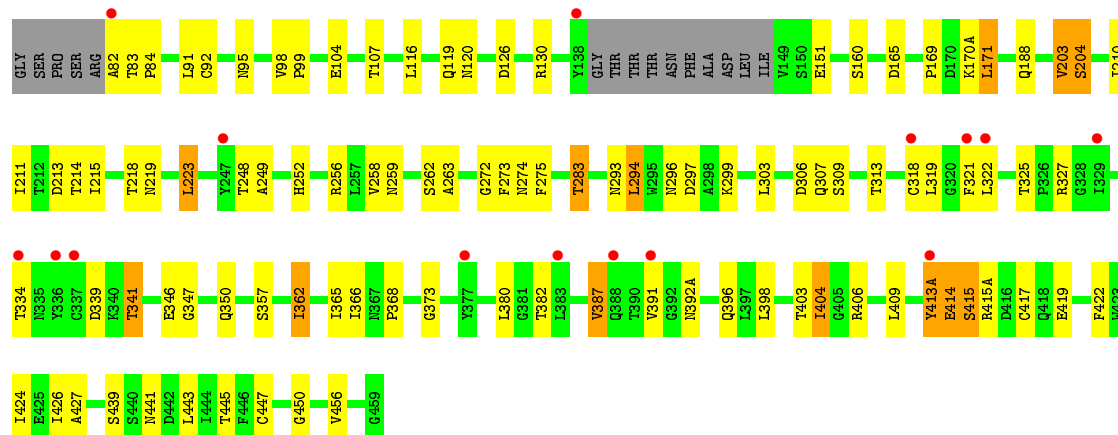 GLY SER PRO SER ARG A82 T83 P84 L91 C92 N95 V98 P99 E104 T107 L116 Q119 N120 D126 R130 Y138 GLY THR THR THR ASN PHE ALA ASP LEU ILE V149 S150 E151 S160 D165 P169 D170 K170A L171 Q188 V203 S204 I210
I211 T212 D213 T214 I215 T218 N219 L223 Y247 T248 A249 H252 R256 L257 V258 N259 S262 A263 G272 P273 N274 F275 T283 N293 L294 W295 N296 D297 A298 K299 L303 D306 Q307 S309 T313 C318 L319 G320 F321 L322 T325 P326 R327 G328 I329
T334 N335 Y336 C337 D339 K340 T341 E346 G347 Q350 S357 I362 I365 I366 N367 P368 G373 Y377 L380 G381 T382 L383 V387 Q388 T390 V391 G392 N392A Q396 L397 L398 T403 I404 G405 R406 L409 Y413A E414 S415 R415A D416 C417 Q418 E419 F422 W423
I424 E425 I426 A427 S439 S440 N441 D442 L443 I444 T445 F446 C447 G450 V456 G459